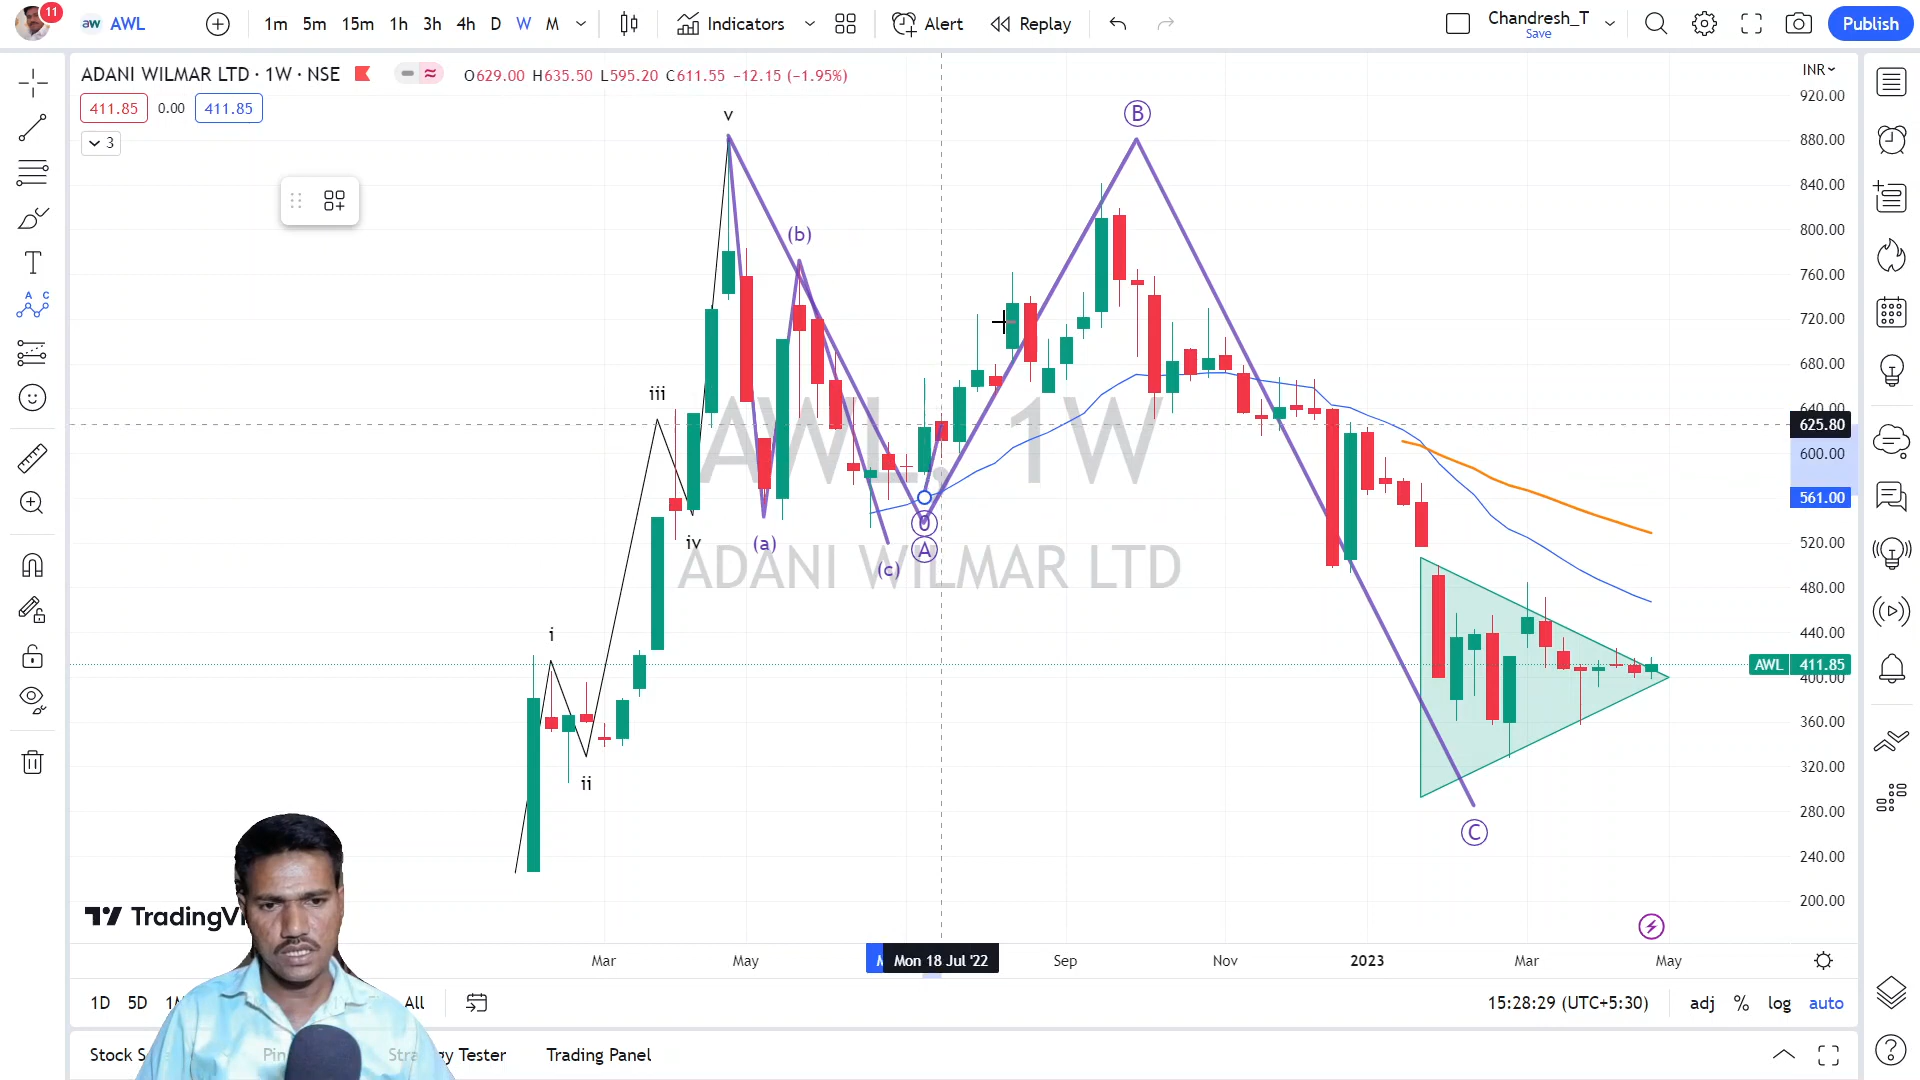 11
aw AWL
1m 5m 15m 1h 3h 4h D W M
Indicators
Alert
Replay
Chandresh_T
Save
Publish
ADANI WILMAR LTD · 1W · NSE
O629.00 H635.50 L595.20 C611.55 −12.15 (−1.95%)
411.85 0.00 411.85
3
INR
920.00
880.00
840.00
800.00
760.00
720.00
680.00
640.00
625.80
600.00
561.00
520.00
480.00
440.00
AWL 411.85
400.00
360.00
320.00
280.00
240.00
200.00
v
B
(b)
iii
iv
(a)
(c)
0
A
i
ii
C
AWL, 1W
ADANI WILMAR LTD
TradingVi
Mar May Mon 18 Jul '22 Sep Nov 2023 Mar May
1D 5D All
15:28:29 (UTC+5:30) adj % log auto
Stock S Pin y Tester Trading Panel